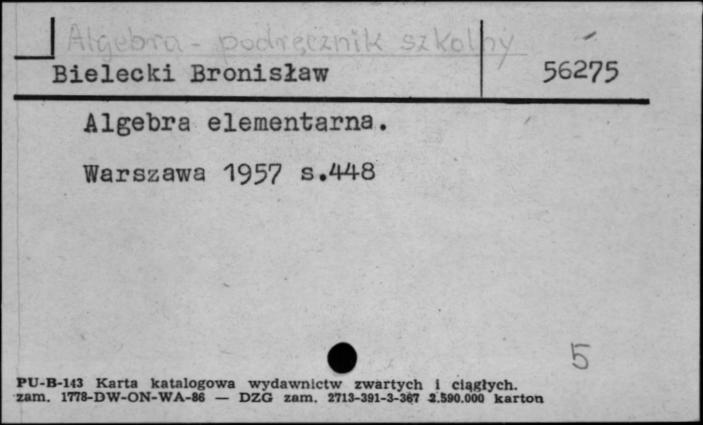 Algebra - podręcznik szkolny
Bielecki Bronisław 56275
Algebra elementarna.
Warszawa 1957 s.448
5
PU-B-143 Karta katalogowa wydawnictw zwartych i ciągłych.
zam. 1778-DW-ON-WA-86 — DZG zam. 2713-391-3-367 2.590.000 karton